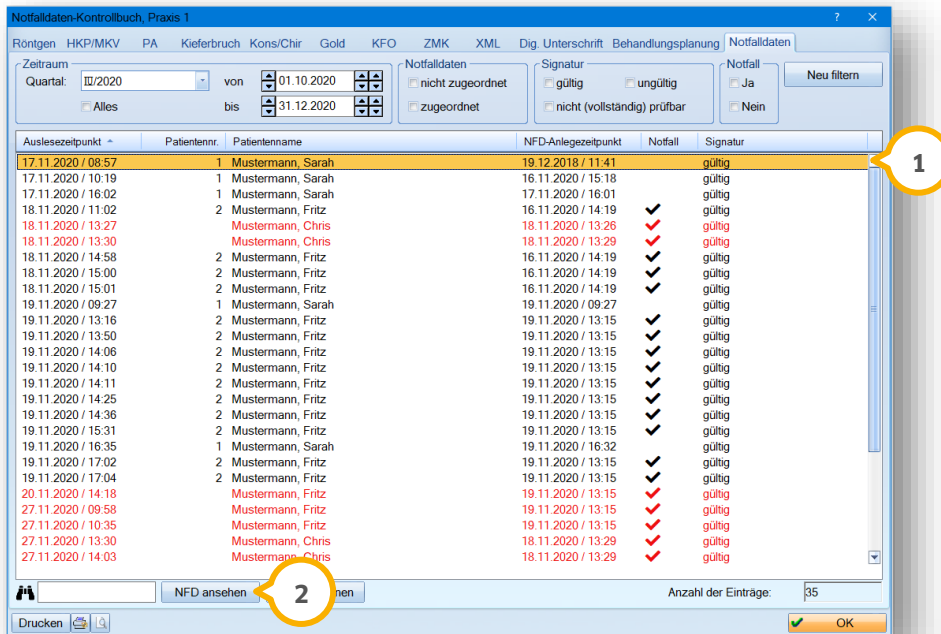 Notfalldaten-Kontrollbuch, Praxis 1 ?
Röntgen HKP/MKV PA Kieferbruch Kons/Chir Gold KFO ZMK XML Dig. Unterschrift Behandlungsplanung Notfalldaten
Zeitraum Notfalldaten Signatur Notfall
Quartal: IV/2020 von 01.10.2020 nicht zugeordnet gültig ungültig Ja Neu filtern
Alles bis 31.12.2020 zugeordnet nicht (vollständig) prüfbar Nein
Auslesezeitpunkt Patientennr. Patientenname NFD-Anlegezeitpunkt Notfall Signatur
17.11.2020 / 08:57 1 Mustermann, Sarah 19.12.2018 / 11:41 gültig
1
17.11.2020 / 10:19 1 Mustermann, Sarah 16.11.2020 / 15:18 gültig
17.11.2020 / 16:02 1 Mustermann, Sarah 17.11.2020 / 16:01 gültig
18.11.2020 / 11:02 2 Mustermann, Fritz 16.11.2020 / 14:19 gültig
18.11.2020 / 13:27 Mustermann, Chris 18.11.2020 / 13:26 gültig
18.11.2020 / 13:30 Mustermann, Chris 18.11.2020 / 13:29 gültig
18.11.2020 / 14:58 2 Mustermann, Fritz 16.11.2020 / 14:19 gültig
18.11.2020 / 15:00 2 Mustermann, Fritz 16.11.2020 / 14:19 gültig
18.11.2020 / 15:01 2 Mustermann, Fritz 16.11.2020 / 14:19 gültig
19.11.2020 / 09:27 1 Mustermann, Sarah 19.11.2020 / 09:27 gültig
19.11.2020 / 13:16 2 Mustermann, Fritz 19.11.2020 / 13:15 gültig
19.11.2020 / 13:50 2 Mustermann, Fritz 19.11.2020 / 13:15 gültig
19.11.2020 / 14:06 2 Mustermann, Fritz 19.11.2020 / 13:15 gültig
19.11.2020 / 14:10 2 Mustermann, Fritz 19.11.2020 / 13:15 gültig
19.11.2020 / 14:11 2 Mustermann, Fritz 19.11.2020 / 13:15 gültig
19.11.2020 / 14:25 2 Mustermann, Fritz 19.11.2020 / 13:15 gültig
19.11.2020 / 14:36 2 Mustermann, Fritz 19.11.2020 / 13:15 gültig
19.11.2020 / 15:31 2 Mustermann, Fritz 19.11.2020 / 13:15 gültig
19.11.2020 / 16:35 1 Mustermann, Sarah 19.11.2020 / 16:32 gültig
19.11.2020 / 17:02 2 Mustermann, Fritz 19.11.2020 / 13:15 gültig
19.11.2020 / 17:04 2 Mustermann, Fritz 19.11.2020 / 13:15 gültig
20.11.2020 / 14:18 Mustermann, Fritz 19.11.2020 / 13:15 gültig
27.11.2020 / 09:58 Mustermann, Fritz 19.11.2020 / 13:15 gültig
27.11.2020 / 10:35 Mustermann, Fritz 19.11.2020 / 13:15 gültig
27.11.2020 / 13:30 Mustermann, Chris 18.11.2020 / 13:29 gültig
27.11.2020 / 14:03 Mustermann, Chris 18.11.2020 / 13:29 gültig
NFD ansehen 2 nen Anzahl der Einträge: 35
Drucken OK